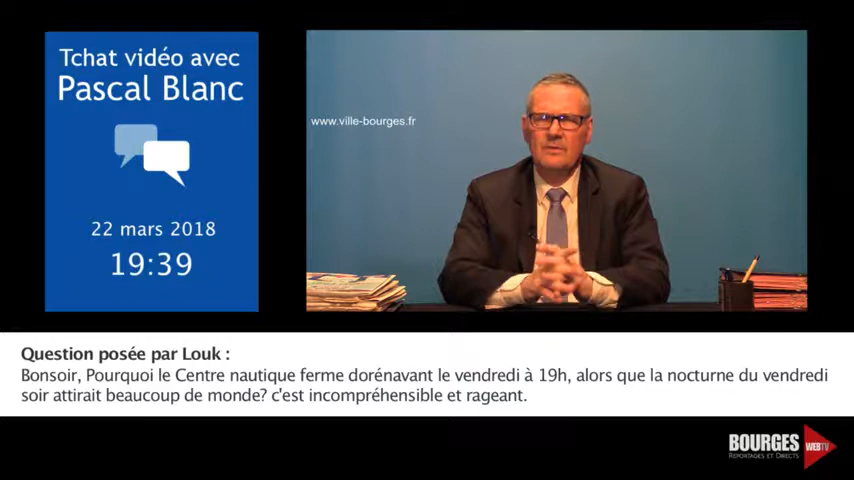 Tchat vidéo avec
Pascal Blanc
22 mars 2018
19:39
www.ville-bourges.fr
Question posée par Louk :
Bonsoir, Pourquoi le Centre nautique ferme dorénavant le vendredi à 19h, alors que la nocturne du vendredi
soir attirait beaucoup de monde? c'est incompréhensible et rageant.
BOURGES
WEBTV
REPORTAGES ET DIRECTS